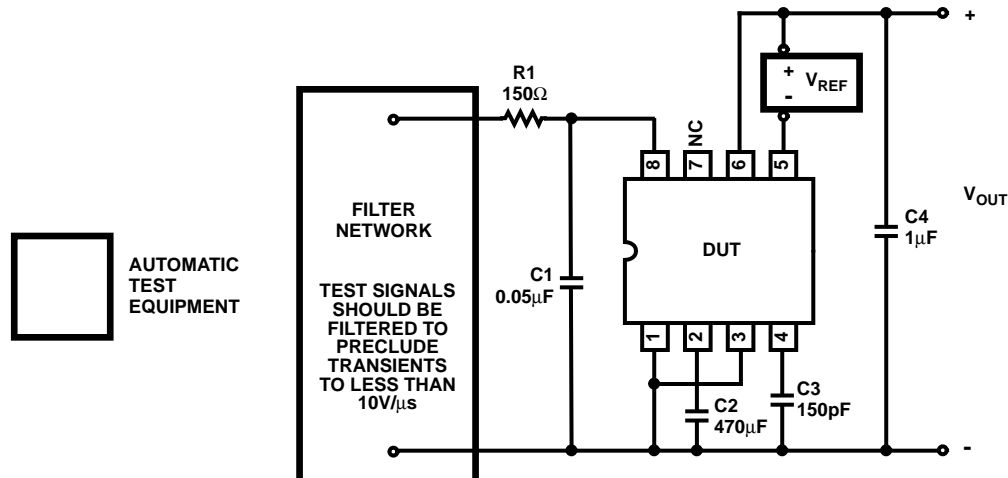 AUTOMATIC
TEST
EQUIPMENT
FILTER
NETWORK
TEST SIGNALS
SHOULD BE
FILTERED TO
PRECLUDE
TRANSIENTS
TO LESS THAN
10V/μs
R1
150Ω
C1
0.05μF
8
NC
7
6
5
DUT
1
2
3
4
C2
470μF
C3
150pF
+
-
VREF
C4
1μF
+
VOUT
-